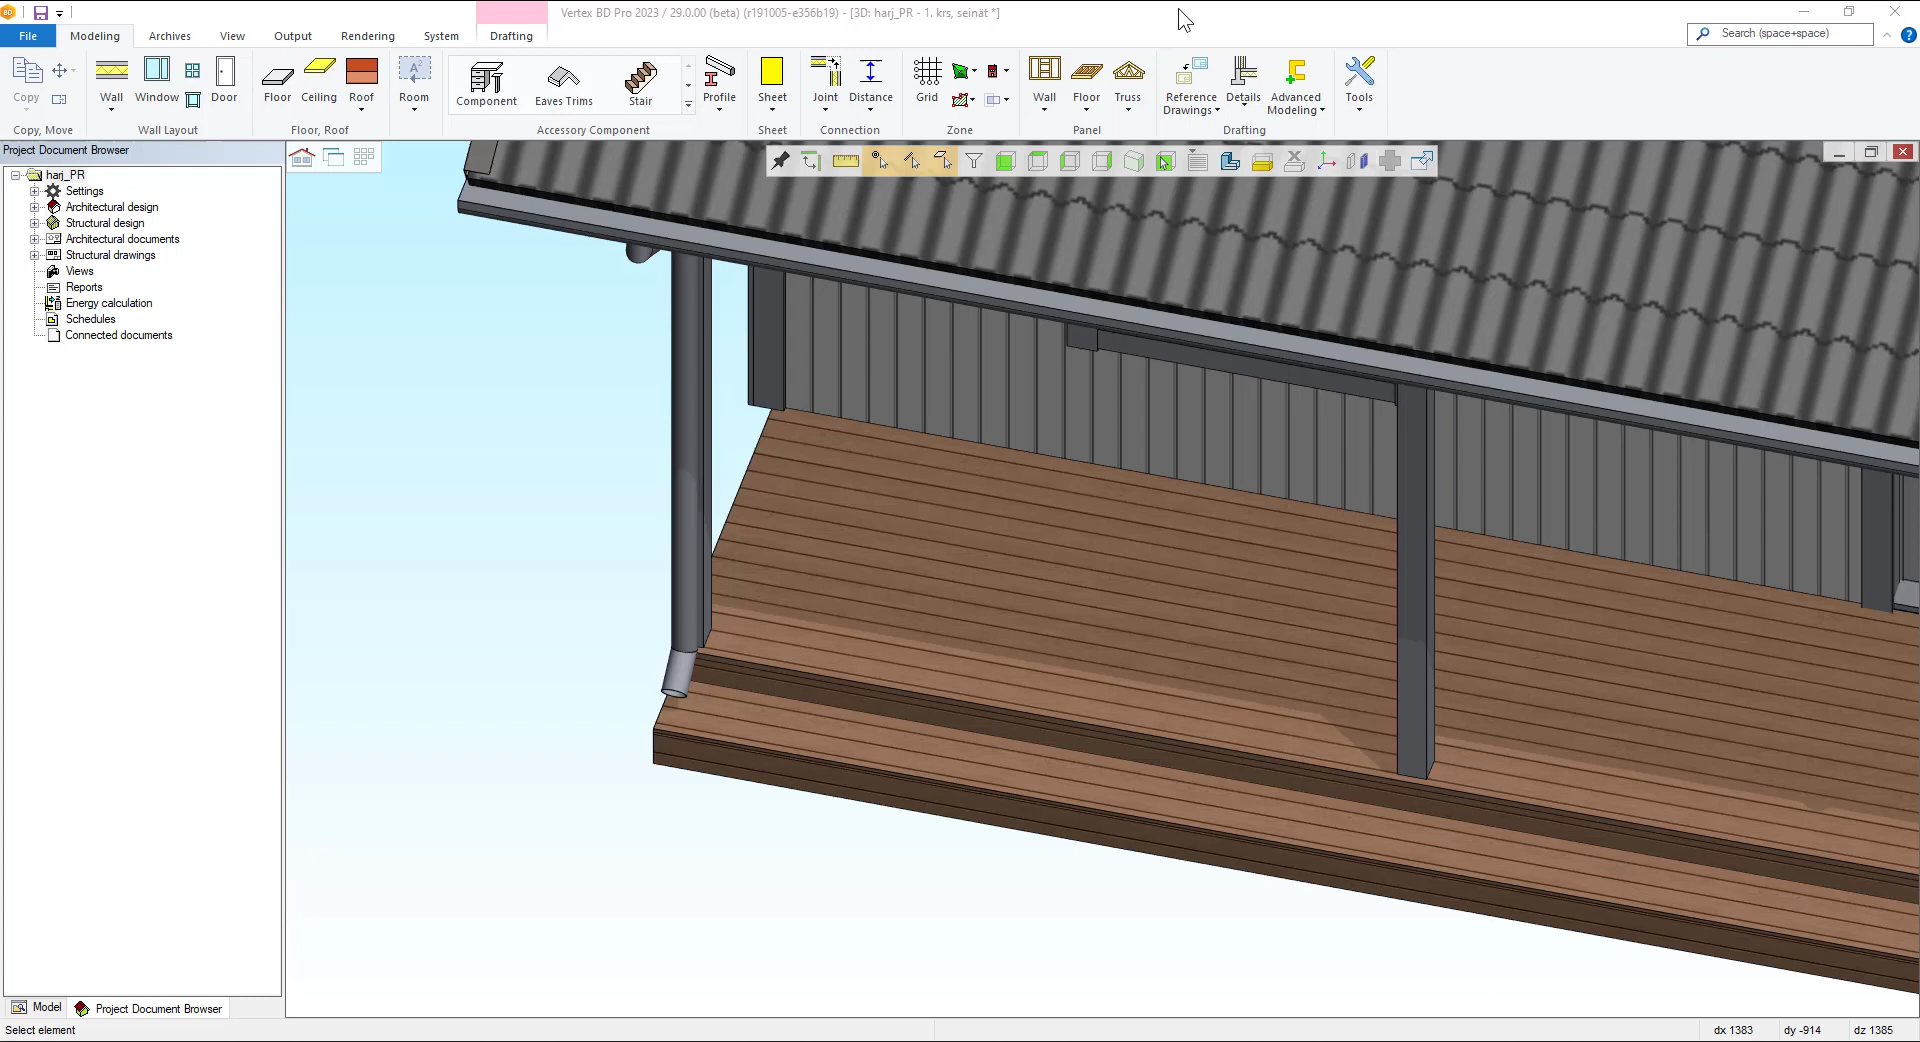 BD
Vertex BD Pro 2023 / 29.0.00 (beta) (r191005-e356b19) - [3D: harj_PR - 1. krs, seinät *]
File
Modeling
Archives
View
Output
Rendering
System
Drafting
Search (space+space)
?
Copy
Wall
Window
Door
Floor
Ceiling
Roof
A²
Room
Component
Eaves Trims
Stair
Profile
Sheet
Joint
Distance
Grid
Wall
Floor
Truss
Reference
Drawings
Details
Advanced
Modeling
Tools
Copy, Move
Wall Layout
Floor, Roof
Accessory Component
Sheet
Connection
Zone
Panel
Drafting
Project Document Browser
harj_PR
Settings
Architectural design
Structural design
Architectural documents
Structural drawings
Views
Reports
Energy calculation
Schedules
Connected documents
Model
Project Document Browser
Select element
dx 1383
dy -914
dz 1385